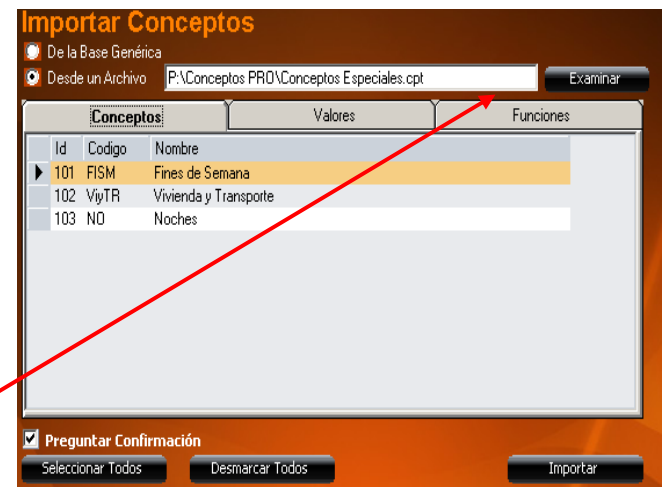 Importar Conceptos
De la Base Genérica
Desde un Archivo P:\Conceptos PRO\Conceptos Especiales.cpt Examinar
Conceptos Valores Funciones
Id Codigo Nombre
101 FISM Fines de Semana
102 ViyTR Vivienda y Transporte
103 NO Noches
Preguntar Confirmación
Seleccionar Todos Desmarcar Todos Importar